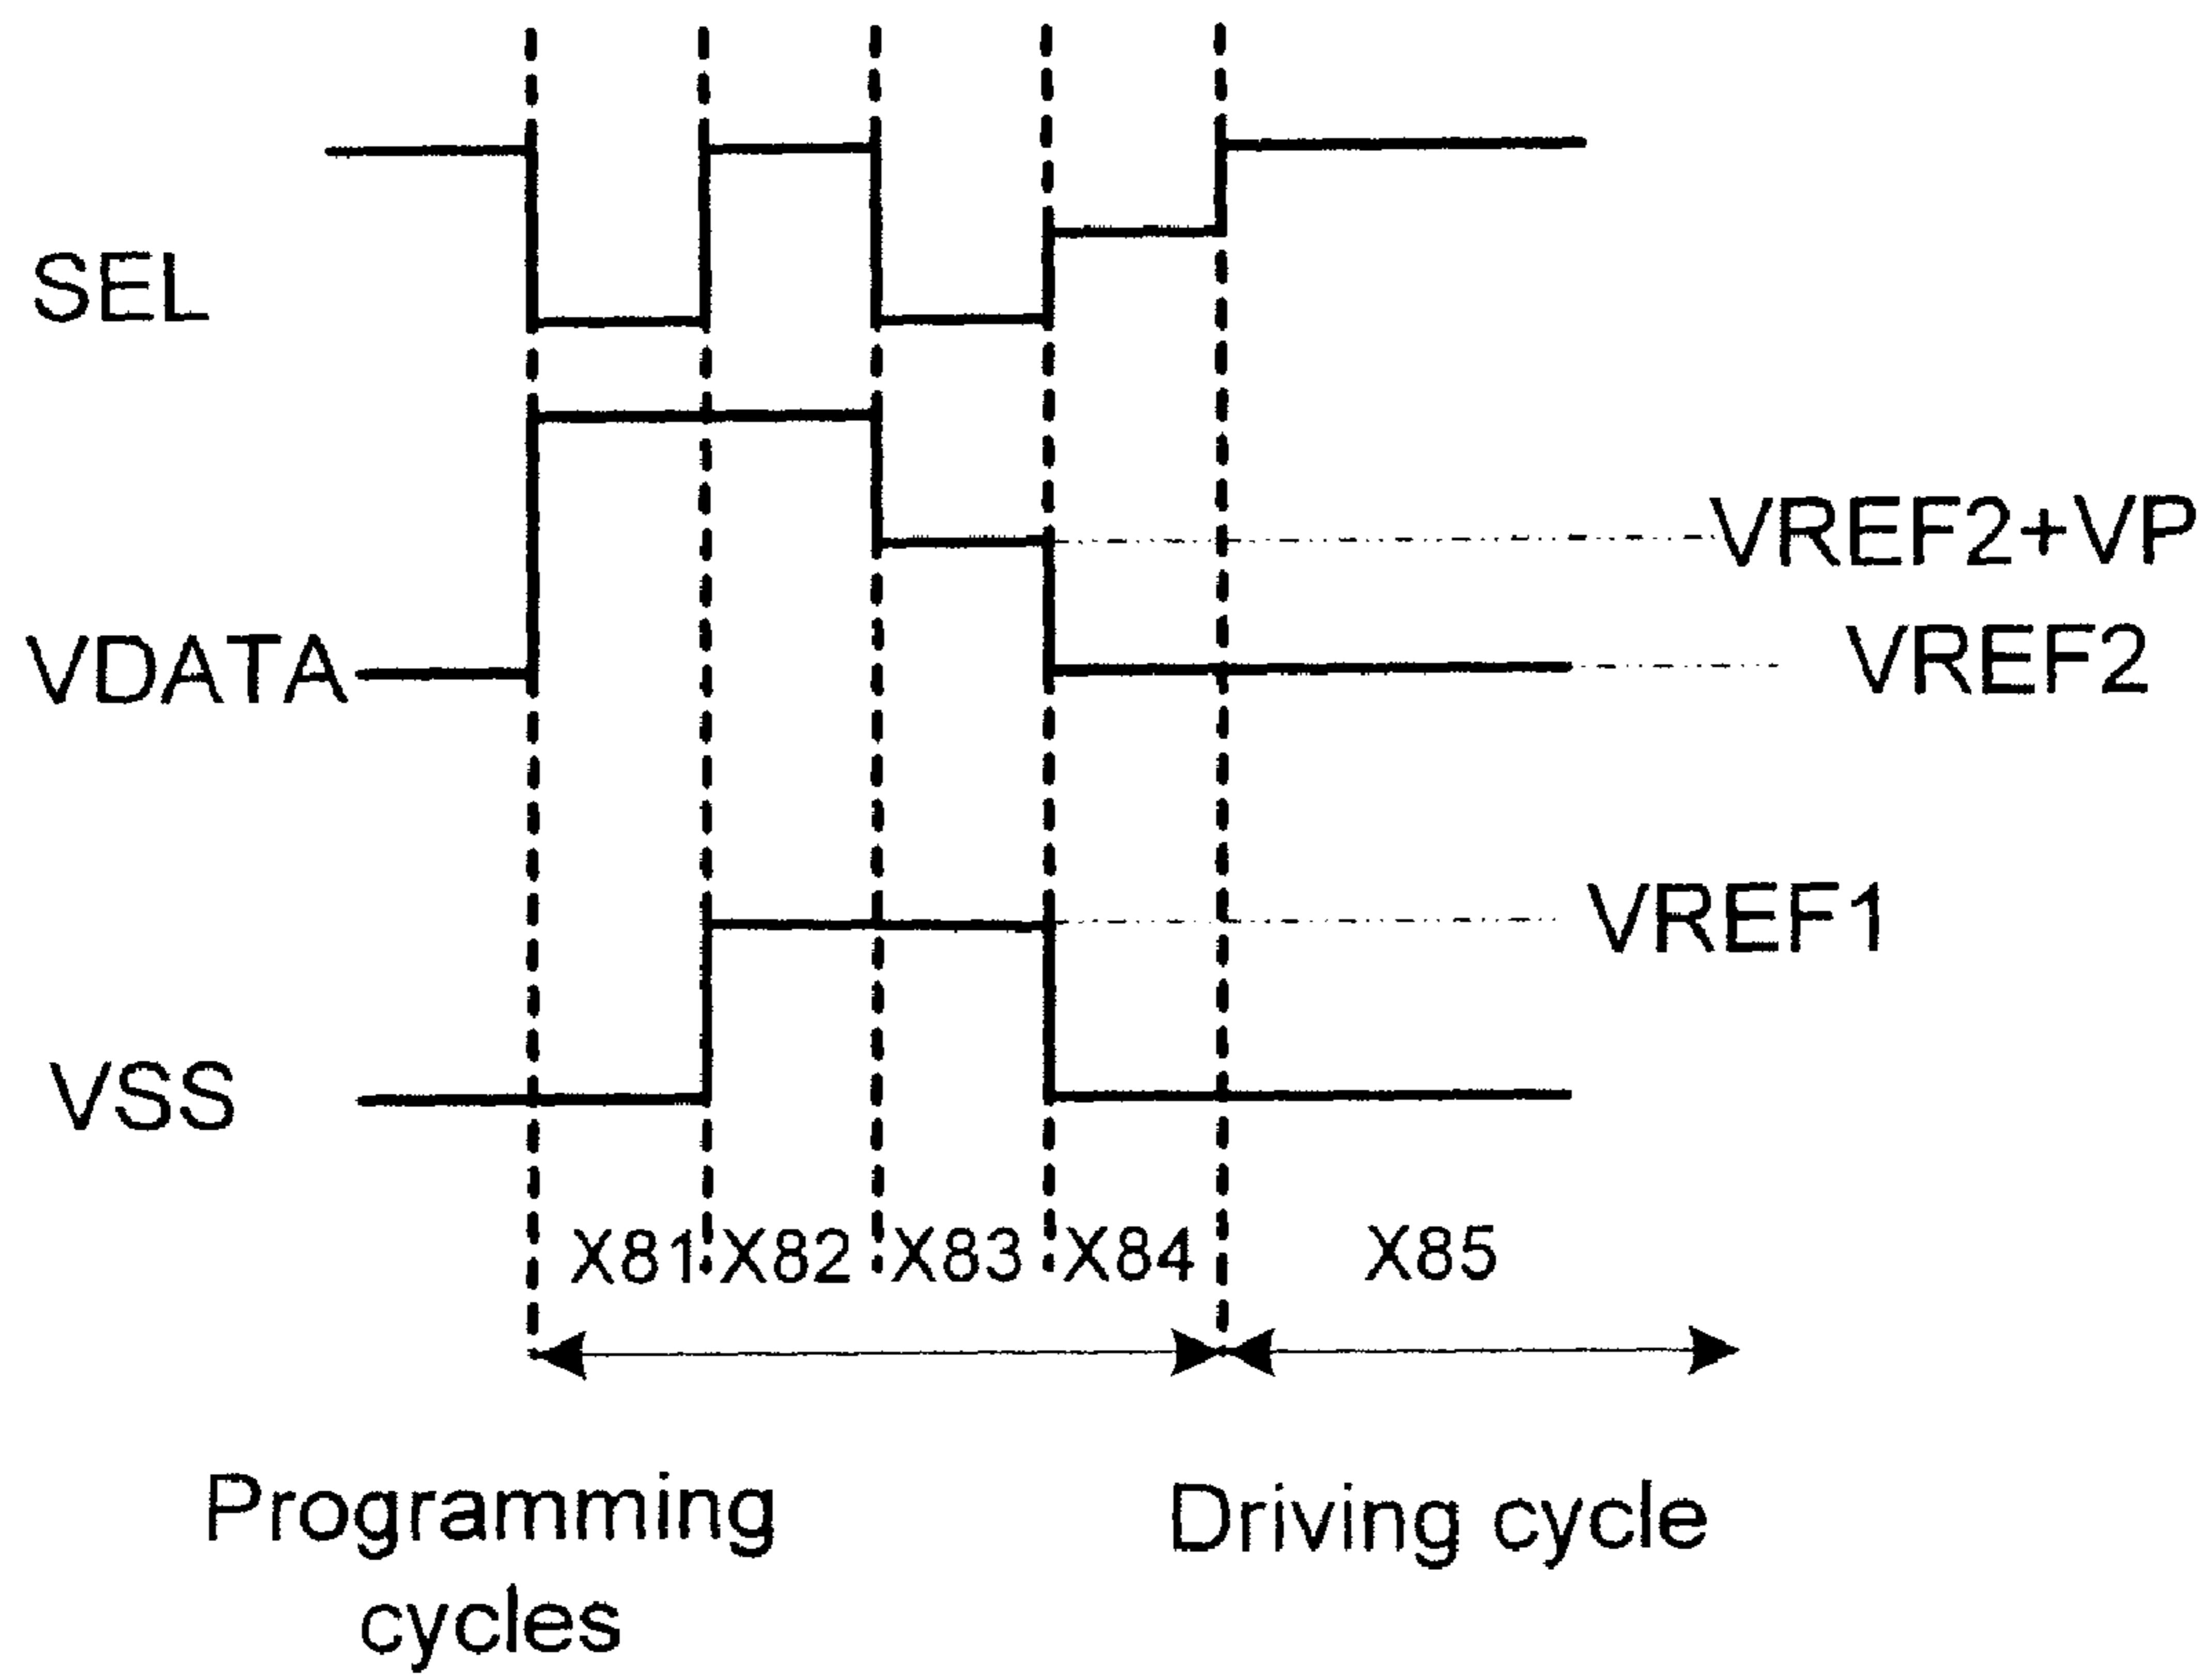 SEL
VREF2+VP
VDATA
VREF2
VREF1
VSS
X81 X82 X83 X84 X85
Programming
cycles
Driving cycle